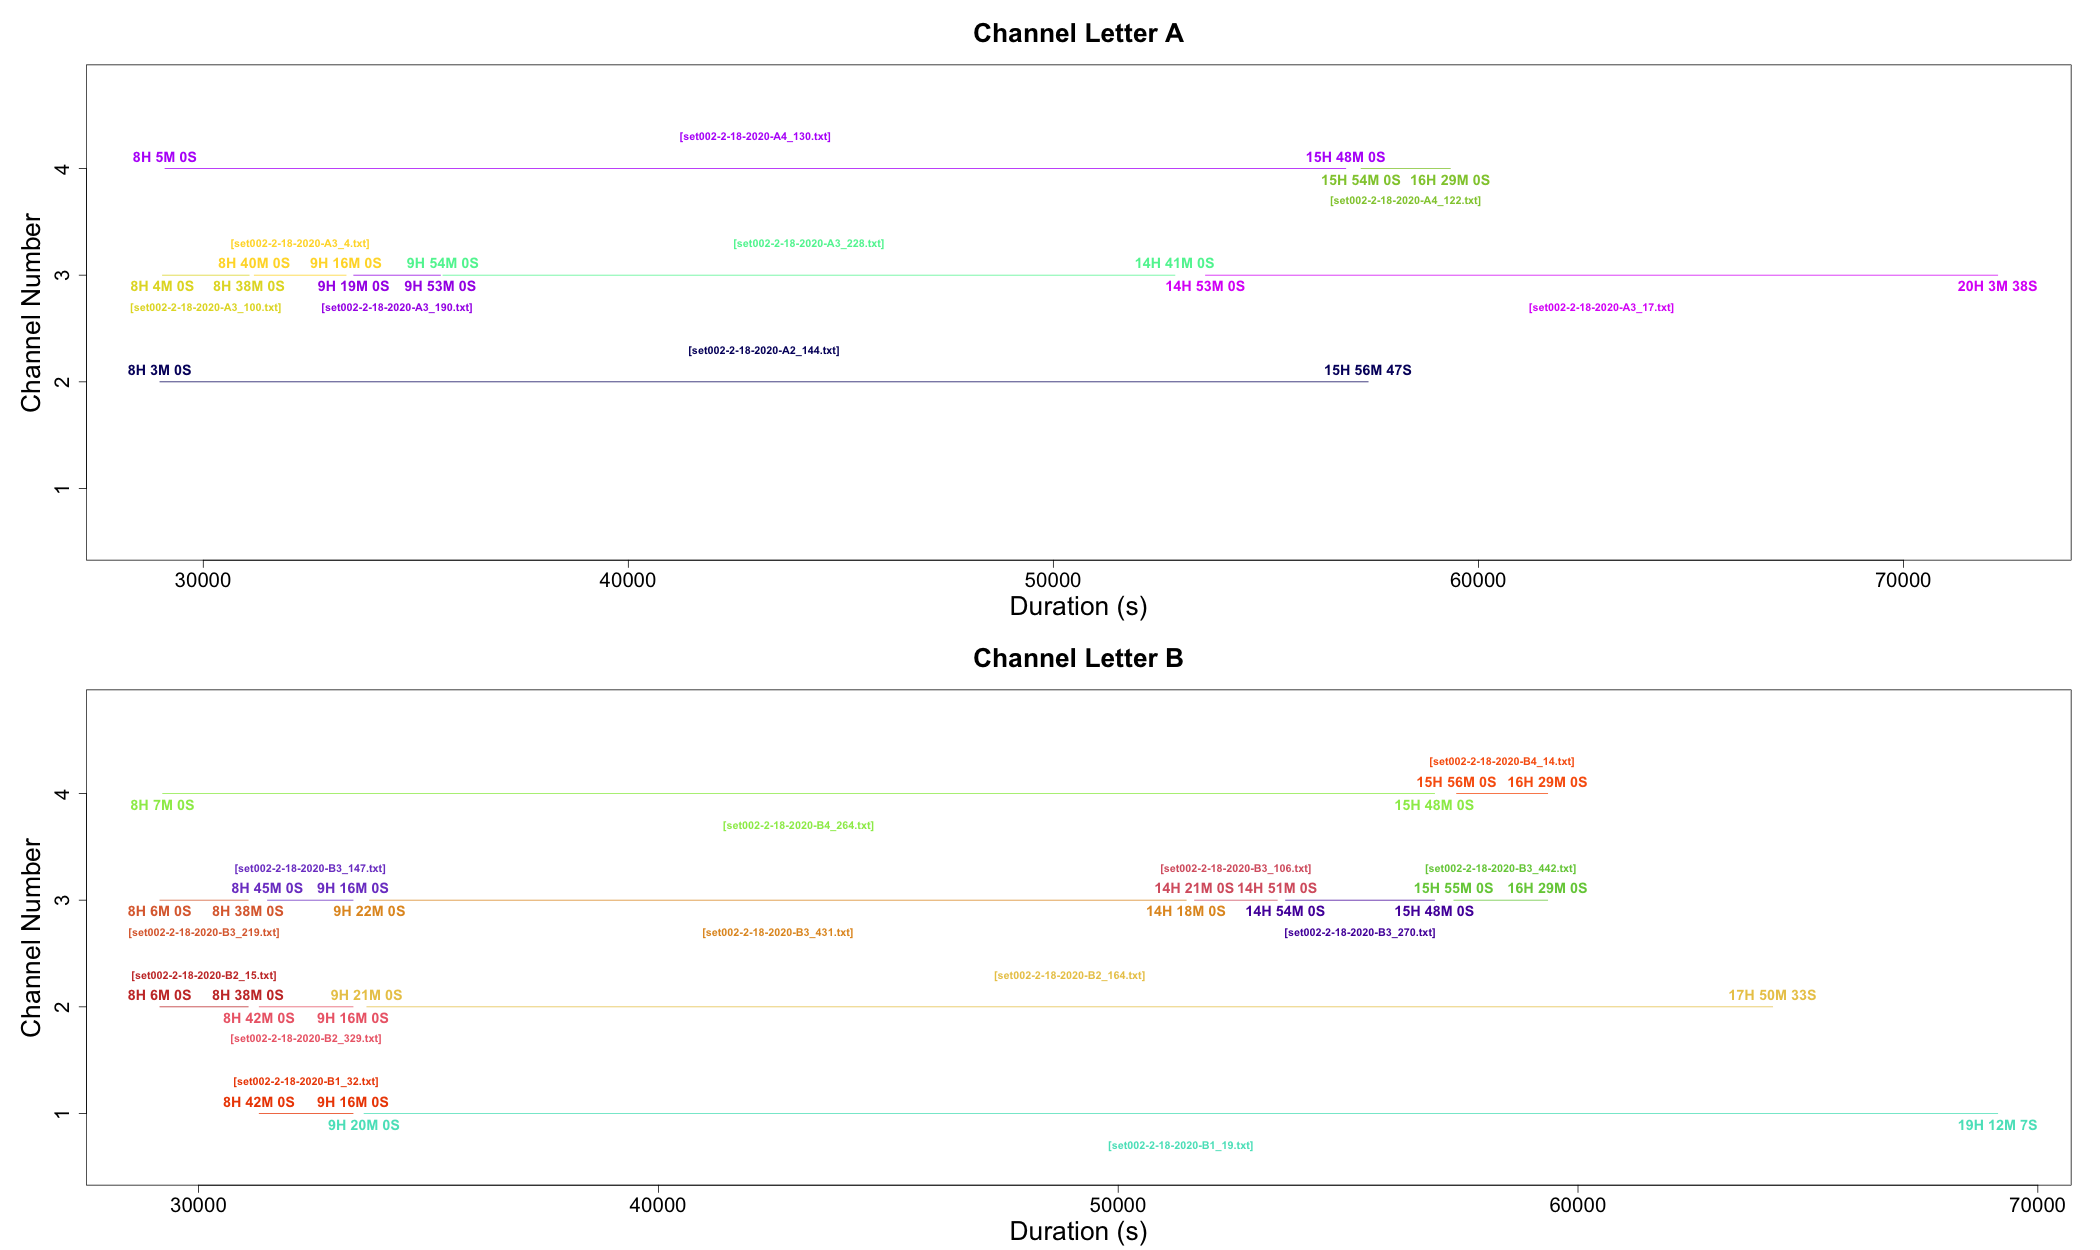 Channel Letter A
[set002-2-18-2020-A4_130.txt]
8H 5M 0S 15H 48M 0S
4
15H 54M 0S 16H 29M 0S
[set002-2-18-2020-A4_122.txt]
[set002-2-18-2020-A3_4.txt] [set002-2-18-2020-A3_228.txt]
8H 40M 0S 9H 16M 0S 9H 54M 0S 14H 41M 0S
3
8H 4M 0S 8H 38M 0S 9H 19M 0S 9H 53M 0S 14H 53M 0S 20H 3M 38S
[set002-2-18-2020-A3_100.txt] [set002-2-18-2020-A3_190.txt] [set002-2-18-2020-A3_17.txt]
Channel Number
[set002-2-18-2020-A2_144.txt]
8H 3M 0S 15H 56M 47S
2
1
30000 40000 50000 60000 70000
Duration (s)
Channel Letter B
[set002-2-18-2020-B4_14.txt]
15H 56M 0S 16H 29M 0S
4
8H 7M 0S 15H 48M 0S
[set002-2-18-2020-B4_264.txt]
[set002-2-18-2020-B3_147.txt] [set002-2-18-2020-B3_106.txt] [set002-2-18-2020-B3_442.txt]
8H 45M 0S 9H 16M 0S 14H 21M 0S 14H 51M 0S 15H 55M 0S 16H 29M 0S
3
8H 6M 0S 8H 38M 0S 9H 22M 0S 14H 18M 0S 14H 54M 0S 15H 48M 0S
[set002-2-18-2020-B3_219.txt] [set002-2-18-2020-B3_431.txt] [set002-2-18-2020-B3_270.txt]
Channel Number
[set002-2-18-2020-B2_15.txt] [set002-2-18-2020-B2_164.txt]
8H 6M 0S 8H 38M 0S 9H 21M 0S 17H 50M 33S
2
8H 42M 0S 9H 16M 0S
[set002-2-18-2020-B2_329.txt]
[set002-2-18-2020-B1_32.txt]
8H 42M 0S 9H 16M 0S
1
9H 20M 0S 19H 12M 7S
[set002-2-18-2020-B1_19.txt]
30000 40000 50000 60000 70000
Duration (s)